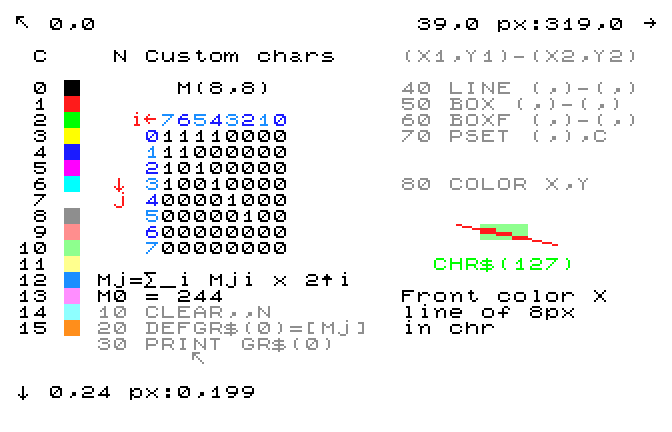 ↖ 0,0 39,0 px:319,0 →
C N Custom chars (X1,Y1)-(X2,Y2)
0 M(8,8) 40 LINE (,)-(,)
1 50 BOX (,)-(,)
2 i←76543210 60 BOXF (,)-(,)
3 011110000 70 PSET (,),C
4 111000000
5 210100000
6 ↓ 310010000 80 COLOR X,Y
7 j 400001000
8 500000100
9 600000000
10 700000000
11 CHR$(127)
12 Mj=∑_i Mji x 2↑i
13 M0 = 244 Front color X
14 10 CLEAR,,N line of 8px
15 20 DEFGR$(0)=[Mj] in chr
30 PRINT GR$(0)
↖
↓ 0,24 px:0,199